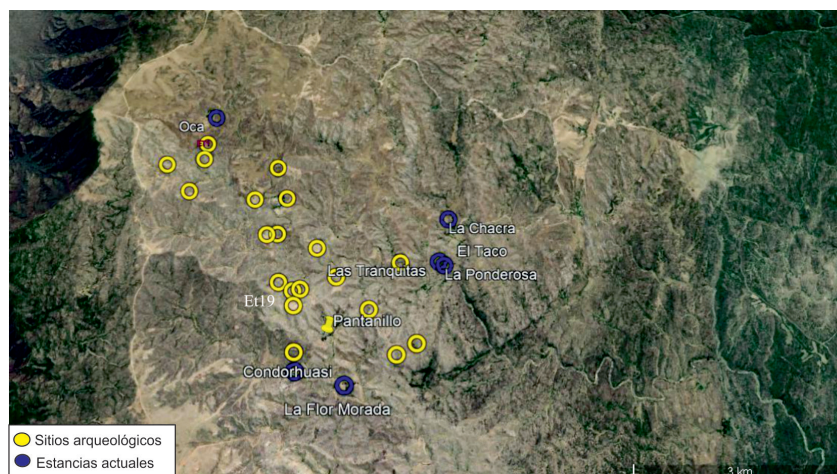 Oca
La Chacra
El Taco
Las Tranquitas
La Ponderosa
Et19
Pantanillo
Condorhuasi
La Flor Morada
Sitios arqueológicos
Estancias actuales
3 km